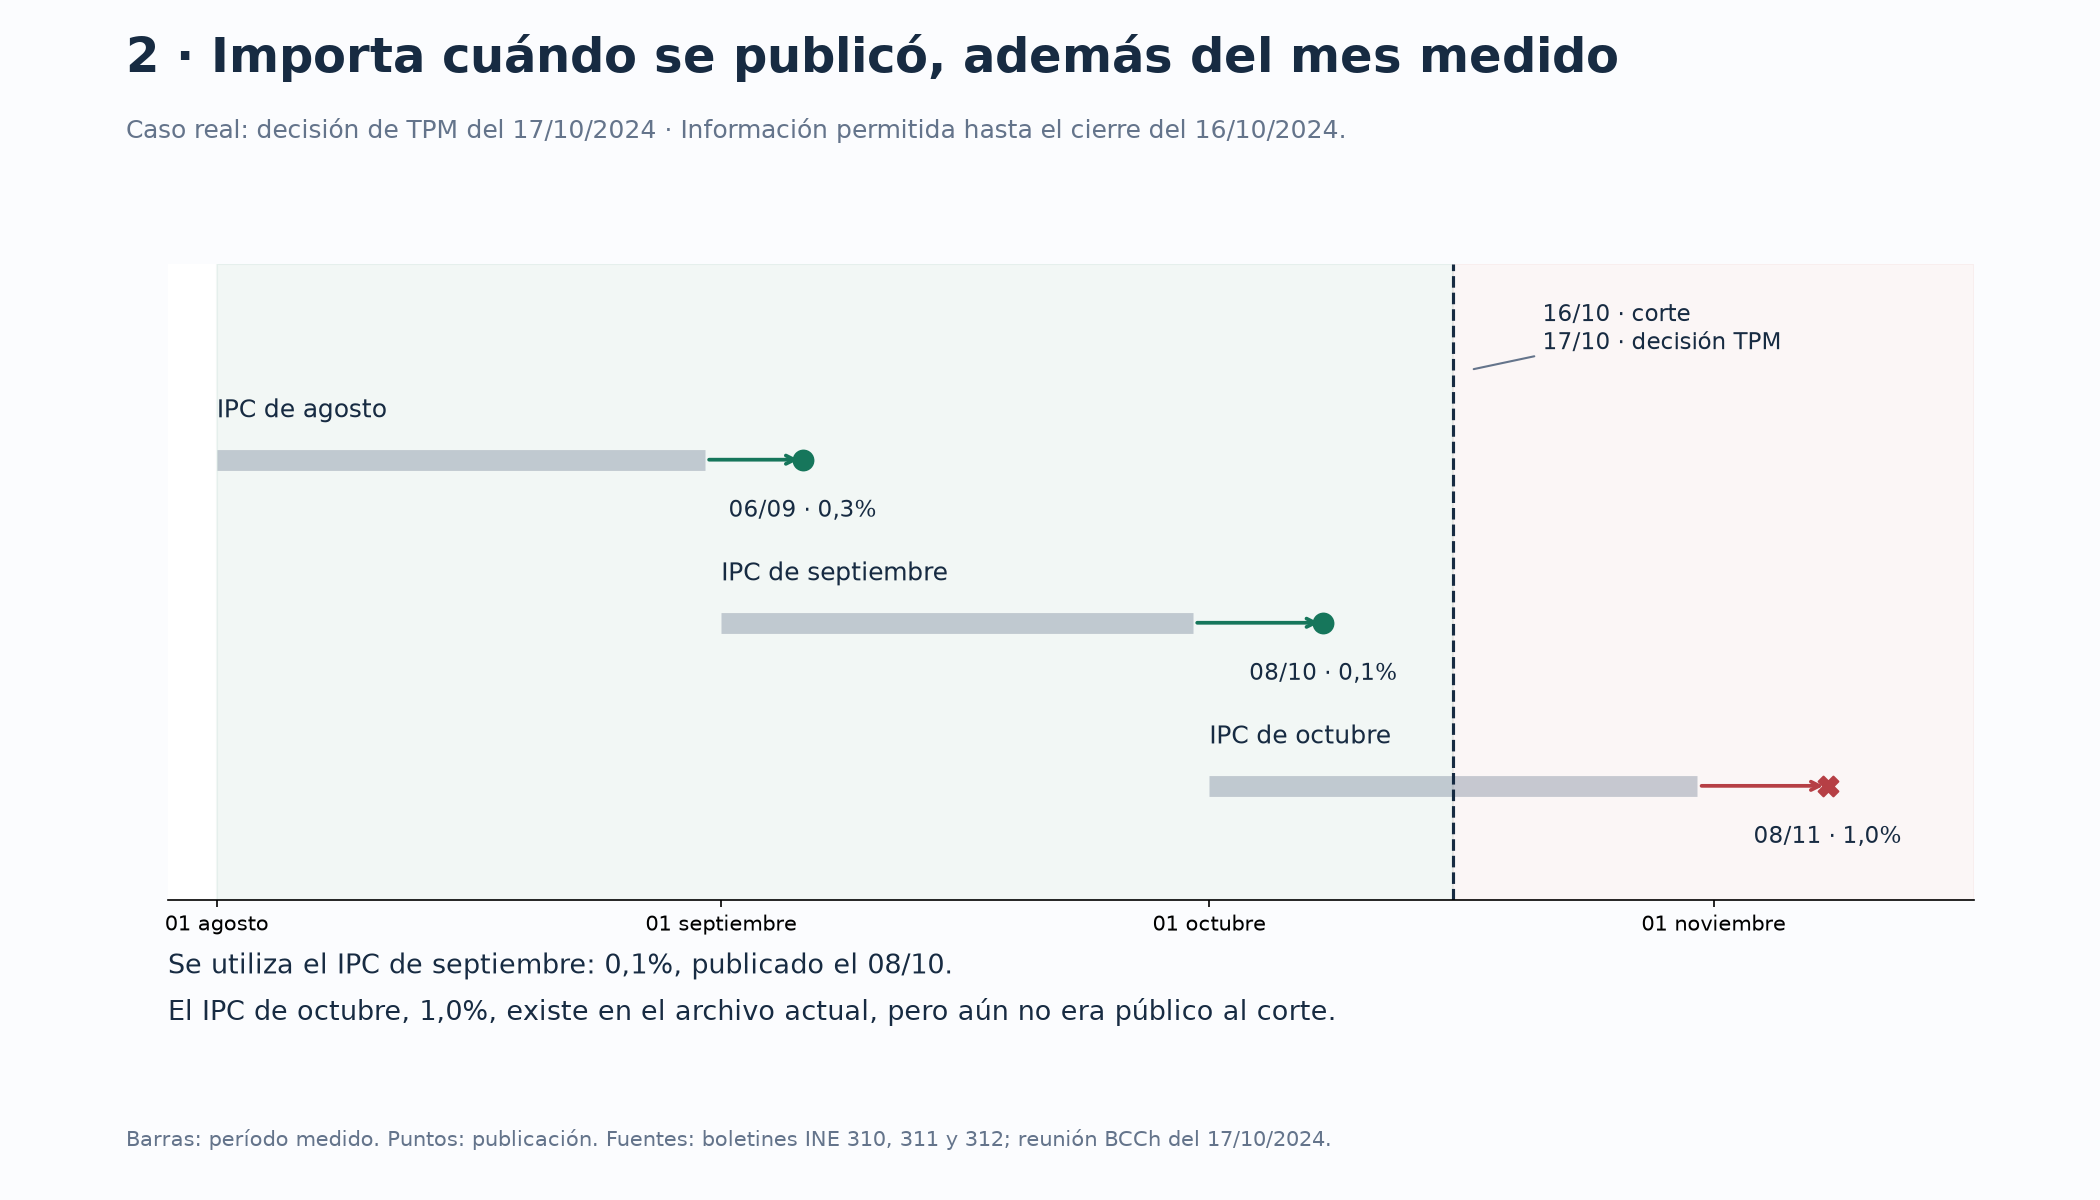 2 · Importa cuándo se publicó, además del mes medido
Caso real: decisión de TPM del 17/10/2024 · Información permitida hasta el cierre del 16/10/2024.
16/10 · corte
17/10 · decisión TPM
IPC de agosto
06/09 · 0,3%
IPC de septiembre
08/10 · 0,1%
IPC de octubre
08/11 · 1,0%
01 agosto
01 septiembre
01 octubre
01 noviembre
Se utiliza el IPC de septiembre: 0,1%, publicado el 08/10.
El IPC de octubre, 1,0%, existe en el archivo actual, pero aún no era público al corte.
Barras: período medido. Puntos: publicación. Fuentes: boletines INE 310, 311 y 312; reunión BCCh del 17/10/2024.